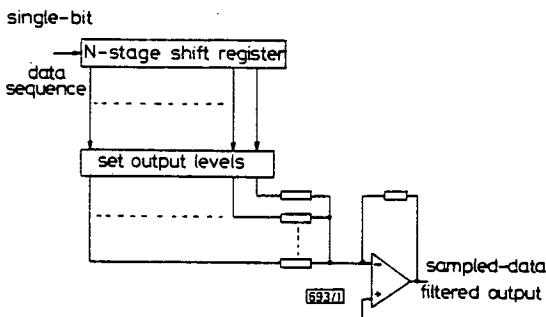 single-bit
N-stage shift register
data
sequence
set output levels
693/1
sampled-data
filtered output